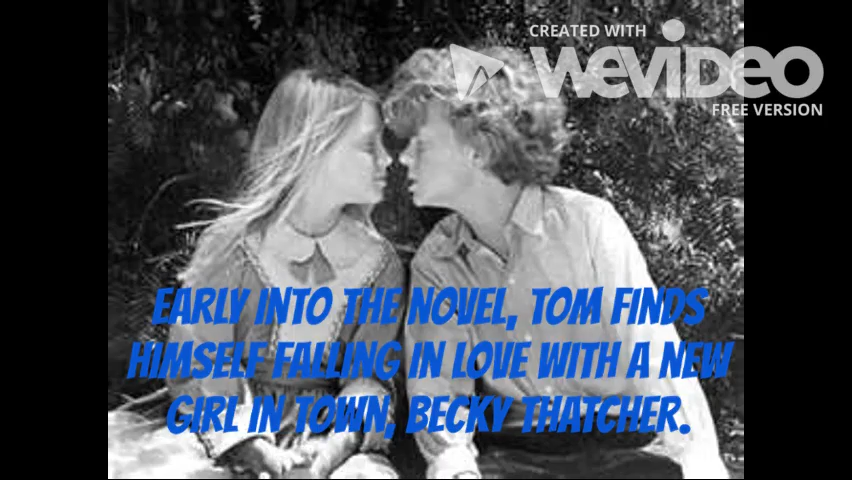 CREATED WITH
WEVIDEO
FREE VERSION
EARLY INTO THE NOVEL, TOM FINDS
HIMSELF FALLING IN LOVE WITH A NEW
GIRL IN TOWN, BECKY THATCHER.